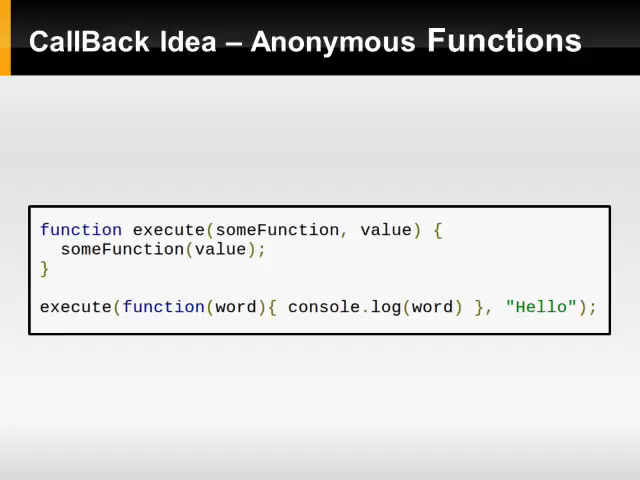 CallBack Idea – Anonymous Functions
function execute(someFunction, value) {
  someFunction(value);
}
execute(function(word){ console.log(word) }, "Hello");